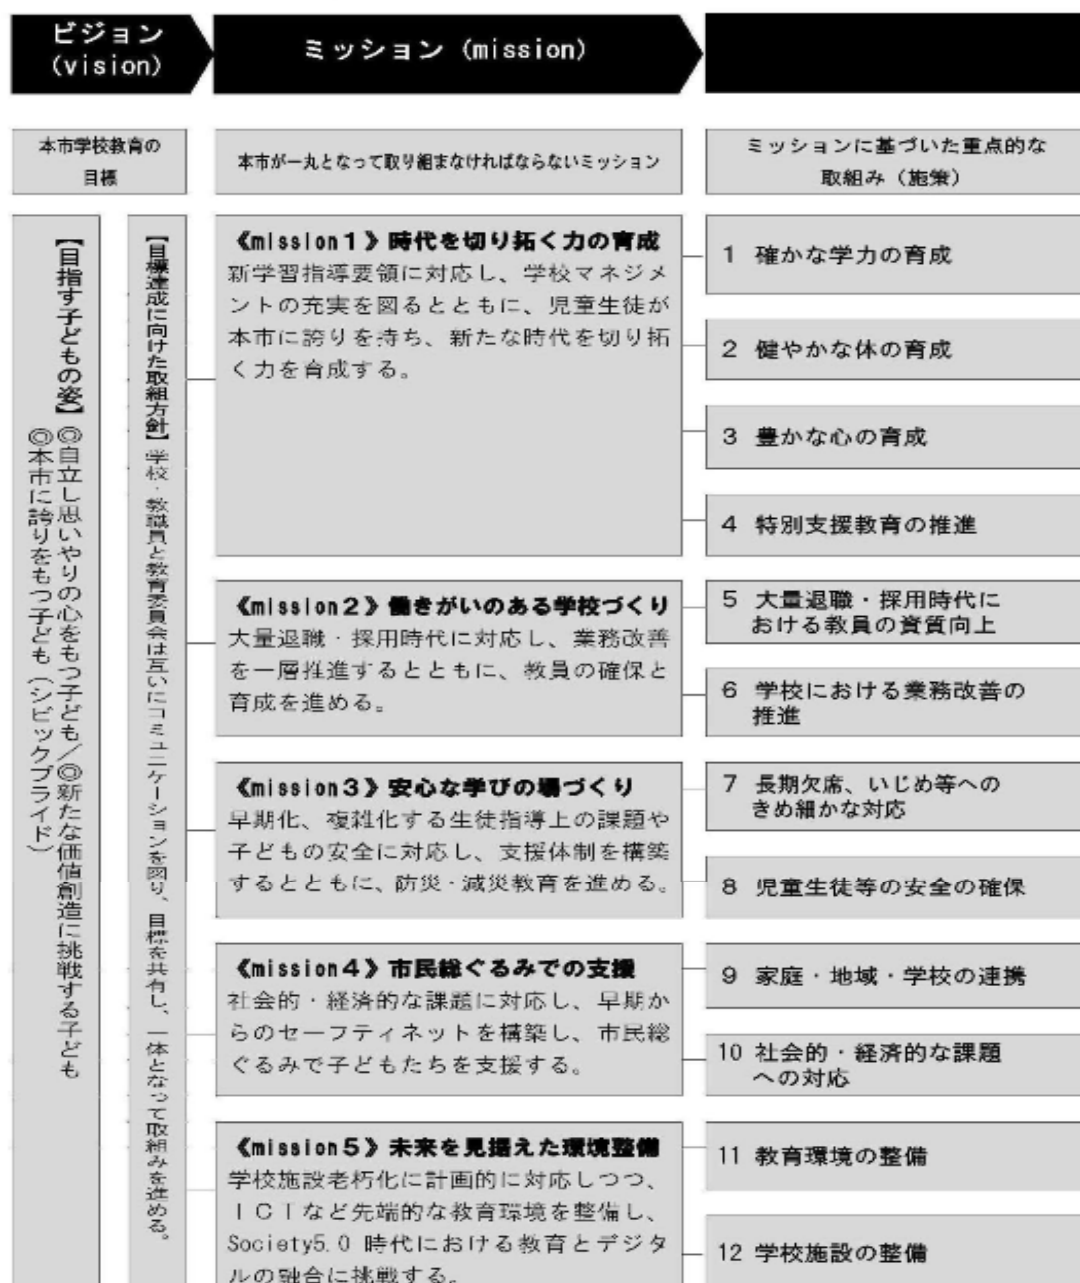 ビジョン
(vision)
ミッション (mission)
本市学校教育の
目標
本市が一丸となって取り組まなければならないミッション
ミッションに基づいた重点的な
取組み（施策）
【目指す子どもの姿】◎自立し思いやりの心をもつ子ども／◎新たな価値創造に挑戦する子ども
◎本市に誇りをもつ子ども（シビックプライド）
【目標達成に向けた取組方針】学校・教職員と教育委員会は互いにコミュニケーションを図り、目標を共有し、一体となって取組みを進める。
《mission１》時代を切り拓く力の育成
新学習指導要領に対応し、学校マネジメ
ントの充実を図るとともに、児童生徒が
本市に誇りを持ち、新たな時代を切り拓
く力を育成する。
1 確かな学力の育成
2 健やかな体の育成
3 豊かな心の育成
4 特別支援教育の推進
《mission２》働きがいのある学校づくり
大量退職・採用時代に対応し、業務改善
を一層推進するとともに、教員の確保と
育成を進める。
5 大量退職・採用時代に
おける教員の資質向上
6 学校における業務改善の
推進
《mission３》安心な学びの場づくり
早期化、複雑化する生徒指導上の課題や
子どもの安全に対応し、支援体制を構築
するとともに、防災・減災教育を進める。
7 長期欠席、いじめ等への
きめ細かな対応
8 児童生徒等の安全の確保
《mission４》市民総ぐるみでの支援
社会的・経済的な課題に対応し、早期か
らのセーフティネットを構築し、市民総
ぐるみで子どもたちを支援する。
9 家庭・地域・学校の連携
10 社会的・経済的な課題
への対応
《mission５》未来を見据えた環境整備
学校施設老朽化に計画的に対応しつつ、
ＩＣＴなど先端的な教育環境を整備し、
Society5.0 時代における教育とデジタ
ルの融合に挑戦する。
11 教育環境の整備
12 学校施設の整備